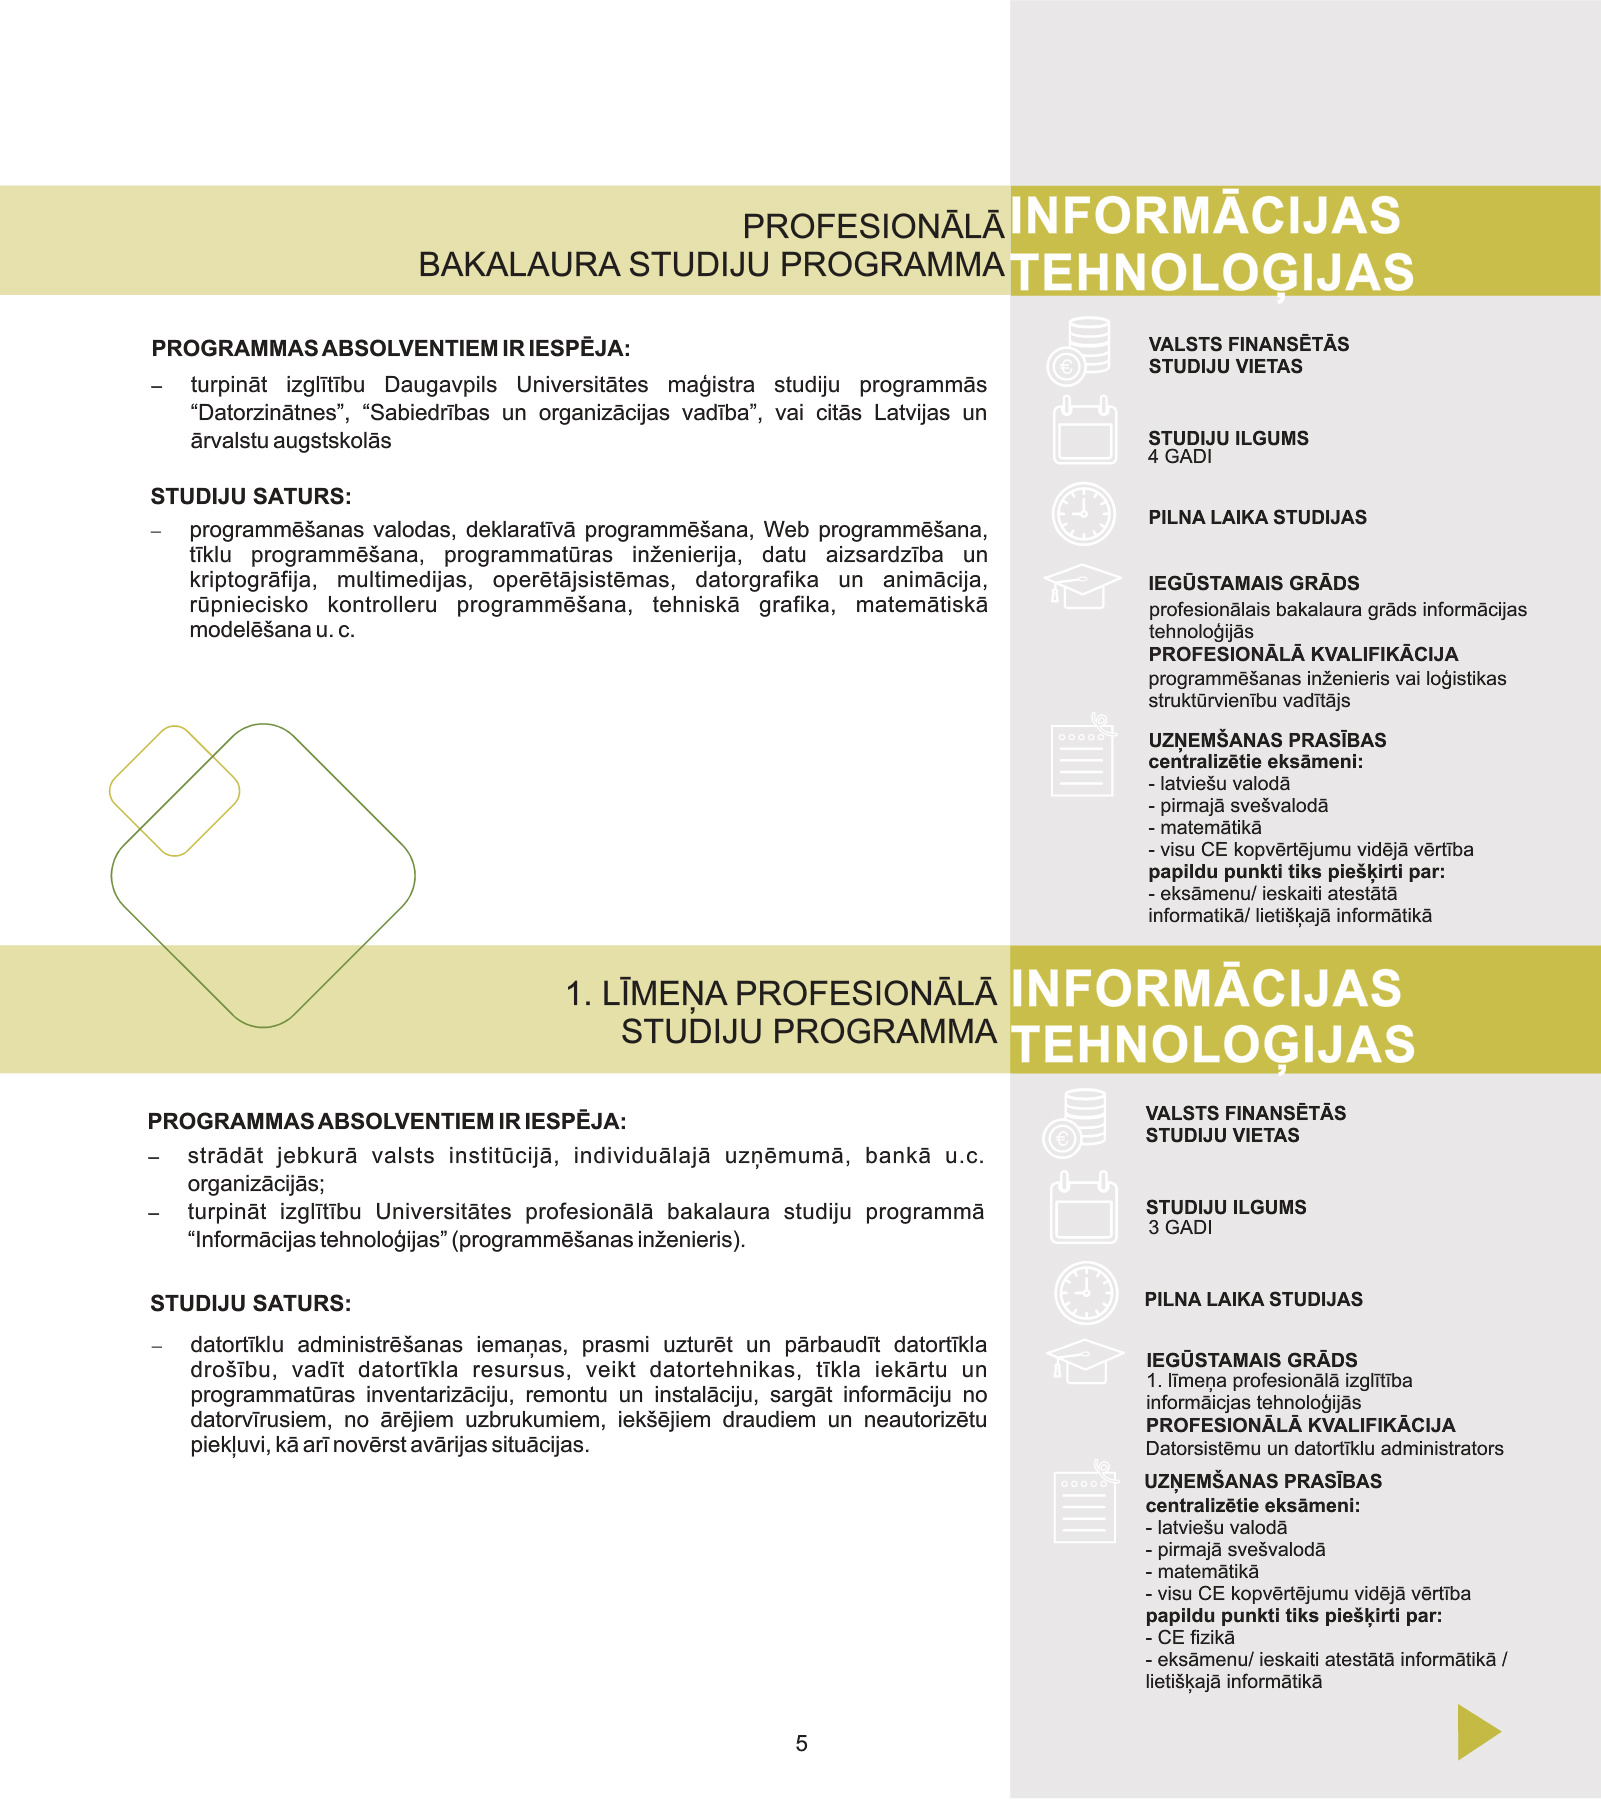 PROFESIONĀLĀ
BAKALAURA STUDIJU PROGRAMMA
INFORMĀCIJAS
TEHNOLOĢIJAS
PROGRAMMAS ABSOLVENTIEM IR IESPĒJA:
– turpināt izglītību Daugavpils Universitātes maģistra studiju programmās
“Datorzinātnes”, “Sabiedrības un organizācijas vadība”, vai citās Latvijas un
ārvalstu augstskolās
STUDIJU SATURS:
– programmēšanas valodas, deklaratīvā programmēšana, Web programmēšana,
tīklu programmēšana, programmatūras inženierija, datu aizsardzība un
kriptogrāfija, multimedijas, operētājsistēmas, datorgrafika un animācija,
rūpniecisko kontrolleru programmēšana, tehniskā grafika, matemātiskā
modelēšana u. c.
VALSTS FINANSĒTĀS
STUDIJU VIETAS
STUDIJU ILGUMS
4 GADI
PILNA LAIKA STUDIJAS
IEGŪSTAMAIS GRĀDS
profesionālais bakalaura grāds informācijas
tehnoloģijās
PROFESIONĀLĀ KVALIFIKĀCIJA
programmēšanas inženieris vai loģistikas
struktūrvienību vadītājs
UZŅEMŠANAS PRASĪBAS
centralizētie eksāmeni:
- latviešu valodā
- pirmajā svešvalodā
- matemātikā
- visu CE kopvērtējumu vidējā vērtība
papildu punkti tiks piešķirti par:
- eksāmenu/ ieskaiti atestātā
informatikā/ lietišķajā informātikā
1. LĪMEŅA PROFESIONĀLĀ
STUDIJU PROGRAMMA
INFORMĀCIJAS
TEHNOLOĢIJAS
PROGRAMMAS ABSOLVENTIEM IR IESPĒJA:
– strādāt jebkurā valsts institūcijā, individuālajā uzņēmumā, bankā u.c.
organizācijās;
– turpināt izglītību Universitātes profesionālā bakalaura studiju programmā
“Informācijas tehnoloģijas” (programmēšanas inženieris).
STUDIJU SATURS:
– datortīklu administrēšanas iemaņas, prasmi uzturēt un pārbaudīt datortīkla
drošību, vadīt datortīkla resursus, veikt datortehnikas, tīkla iekārtu un
programmatūras inventarizāciju, remontu un instalāciju, sargāt informāciju no
datorvīrusiem, no ārējiem uzbrukumiem, iekšējiem draudiem un neautorizētu
piekļuvi, kā arī novērst avārijas situācijas.
VALSTS FINANSĒTĀS
STUDIJU VIETAS
STUDIJU ILGUMS
3 GADI
PILNA LAIKA STUDIJAS
IEGŪSTAMAIS GRĀDS
1. līmeņa profesionālā izglītība
informāicjas tehnoloģijās
PROFESIONĀLĀ KVALIFIKĀCIJA
Datorsistēmu un datortīklu administrators
UZŅEMŠANAS PRASĪBAS
centralizētie eksāmeni:
- latviešu valodā
- pirmajā svešvalodā
- matemātikā
- visu CE kopvērtējumu vidējā vērtība
papildu punkti tiks piešķirti par:
- CE fizikā
- eksāmenu/ ieskaiti atestātā informātikā /
lietišķajā informātikā
5